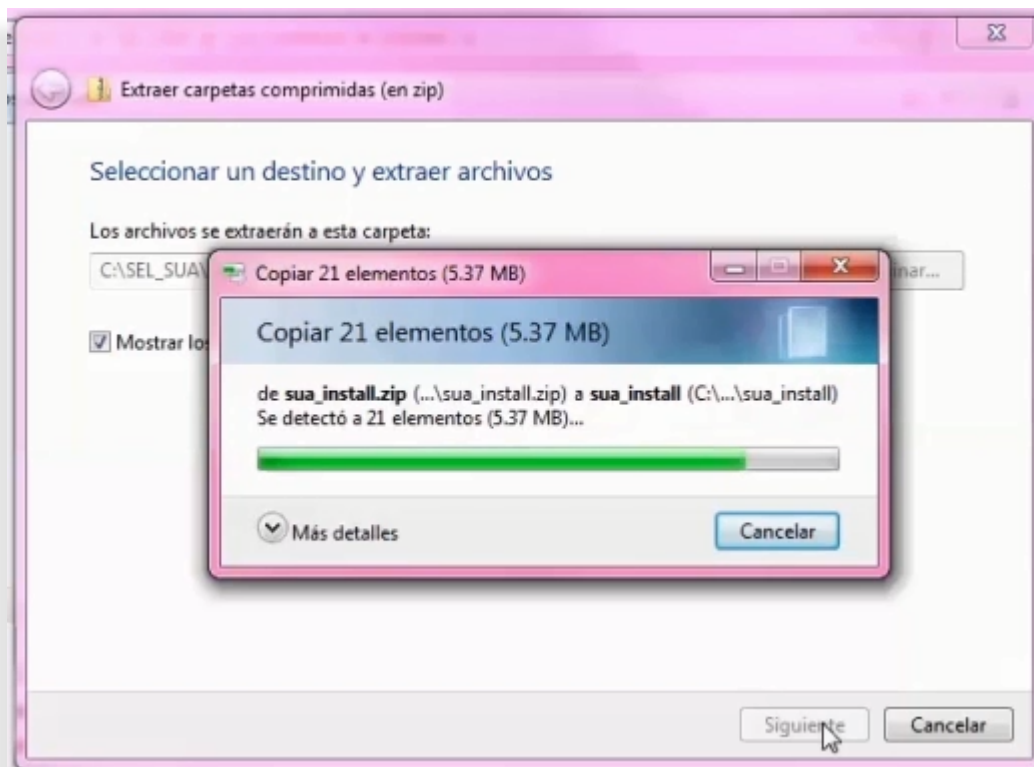 Extraer carpetas comprimidas (en zip)
Seleccionar un destino y extraer archivos
Los archivos se extraerán a esta carpeta:
C:\SEL_SUA\
Copiar 21 elementos (5.37 MB)
Copiar 21 elementos (5.37 MB)
de sua_install.zip (...\sua_install.zip) a sua_install (C:\...\sua_install)
Se detectó a 21 elementos (5.37 MB)...
Mostrar
Más detalles
Cancelar
Siguiente
Cancelar